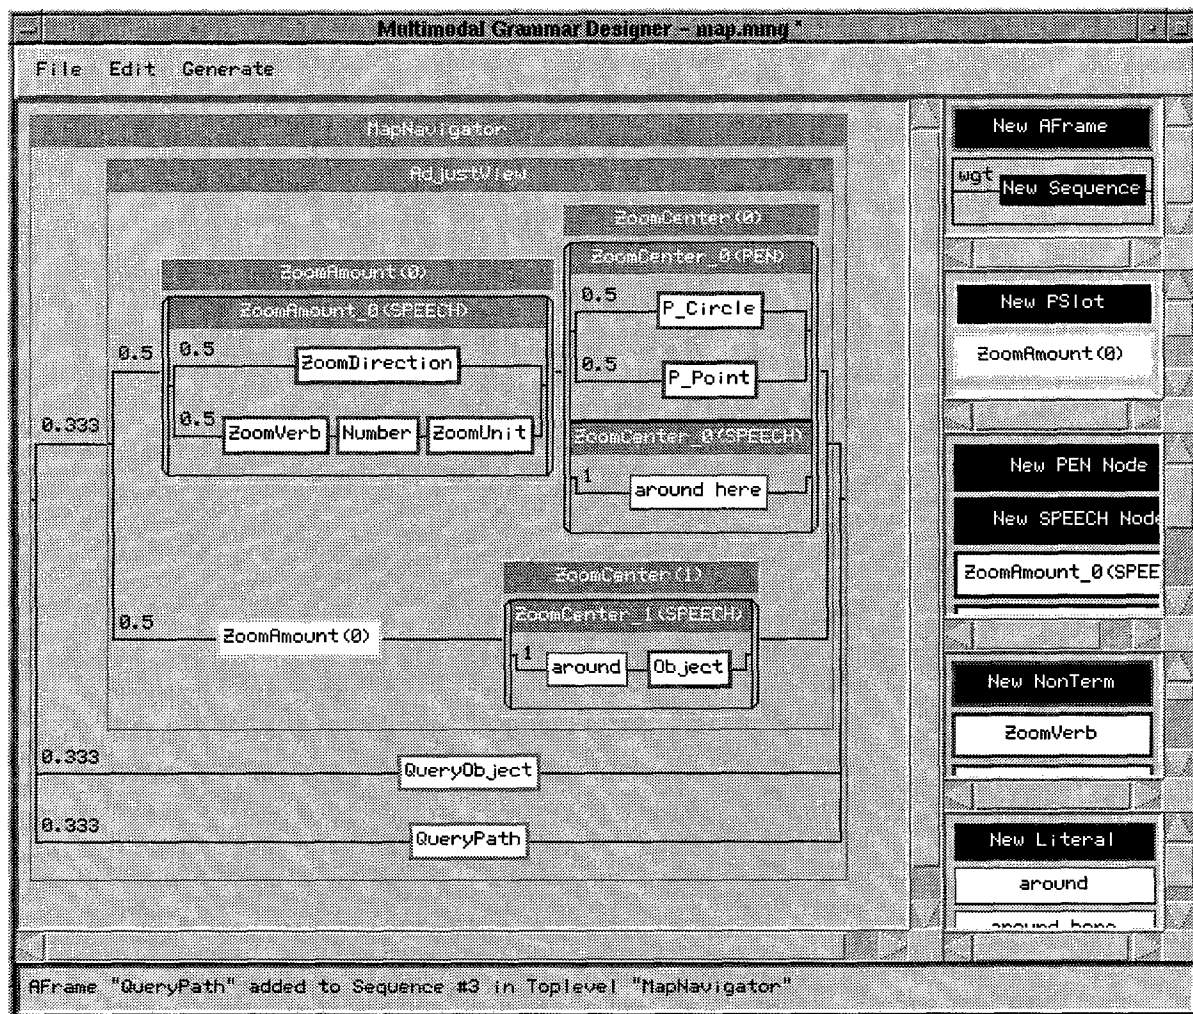 Multimodal Grammar Designer - map.mmg *
File Edit Generate
MapNavigator
AdjustView
ZoomCenter(0)
ZoomCenter_0(PEN)
0.5
P_Circle
0.5
P_Point
ZoomCenter_0(SPEECH)
1
around here
ZoomAmount(0)
ZoomAmount_0(SPEECH)
0.5
0.5
ZoomDirection
0.5
ZoomVerb Number ZoomUnit
0.333
ZoomCenter(1)
ZoomCenter_1(SPEECH)
0.5
ZoomAmount(0)
1
around Object
0.333
QueryObject
0.333
QueryPath
New AFrame
wgt
New Sequence
New PSlot
ZoomAmount(0)
New PEN Node
New SPEECH Node
ZoomAmount_0(SPEE
New NonTerm
ZoomVerb
New Literal
around
around here
AFrame "QueryPath" added to Sequence #3 in Toplevel "MapNavigator"